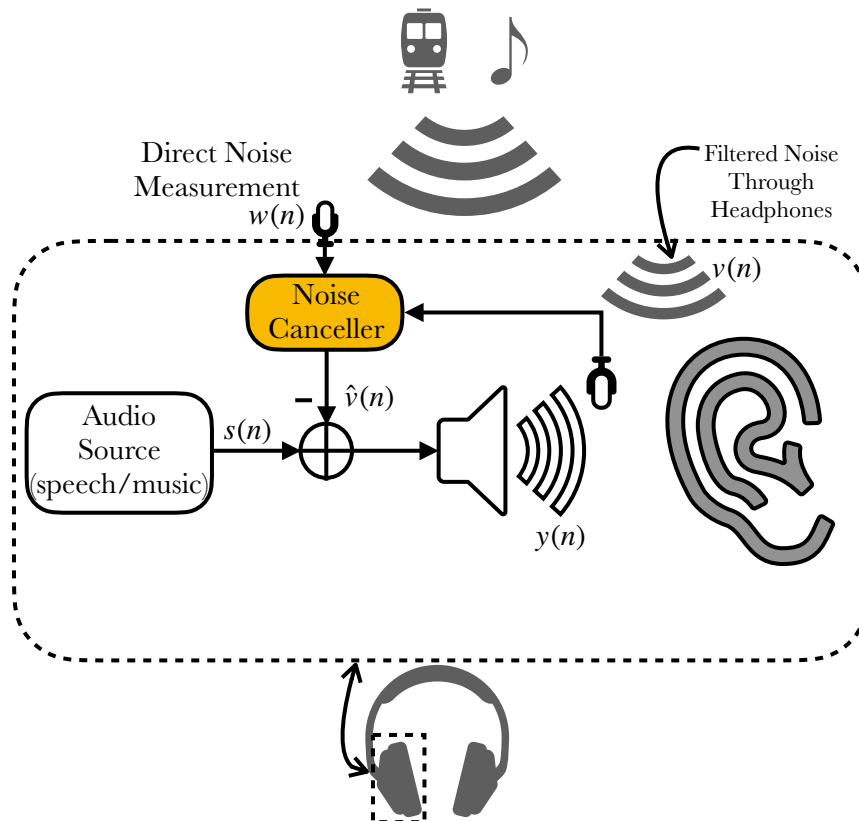 Direct Noise
Measurement
w(n)
Filtered Noise
Through
Headphones
v(n)
Noise
Canceller
− v̂(n)
Audio
Source
(speech/music)
s(n)
y(n)